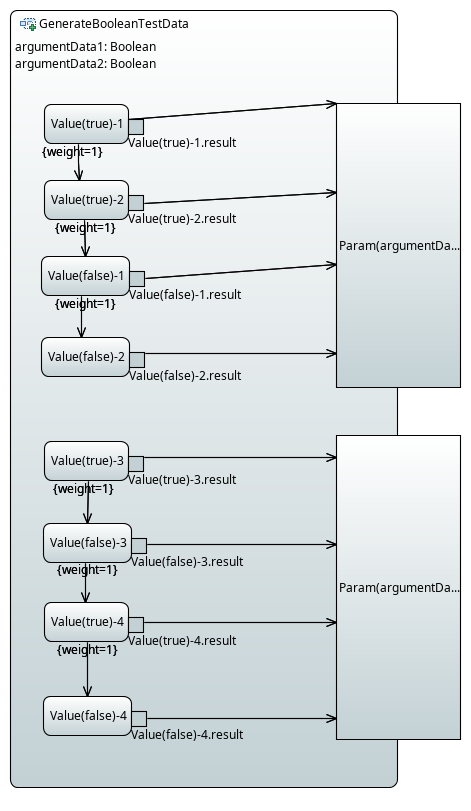 GenerateBooleanTestData
argumentData1: Boolean
argumentData2: Boolean
Value(true)-1
Value(true)-1.result
{weight=1}
Value(true)-2
Value(true)-2.result
{weight=1}
Param(argumentDa...
Value(false)-1
Value(false)-1.result
{weight=1}
Value(false)-2
Value(false)-2.result
Value(true)-3
Value(true)-3.result
{weight=1}
Value(false)-3
Value(false)-3.result
{weight=1}
Param(argumentDa...
Value(true)-4
Value(true)-4.result
{weight=1}
Value(false)-4
Value(false)-4.result